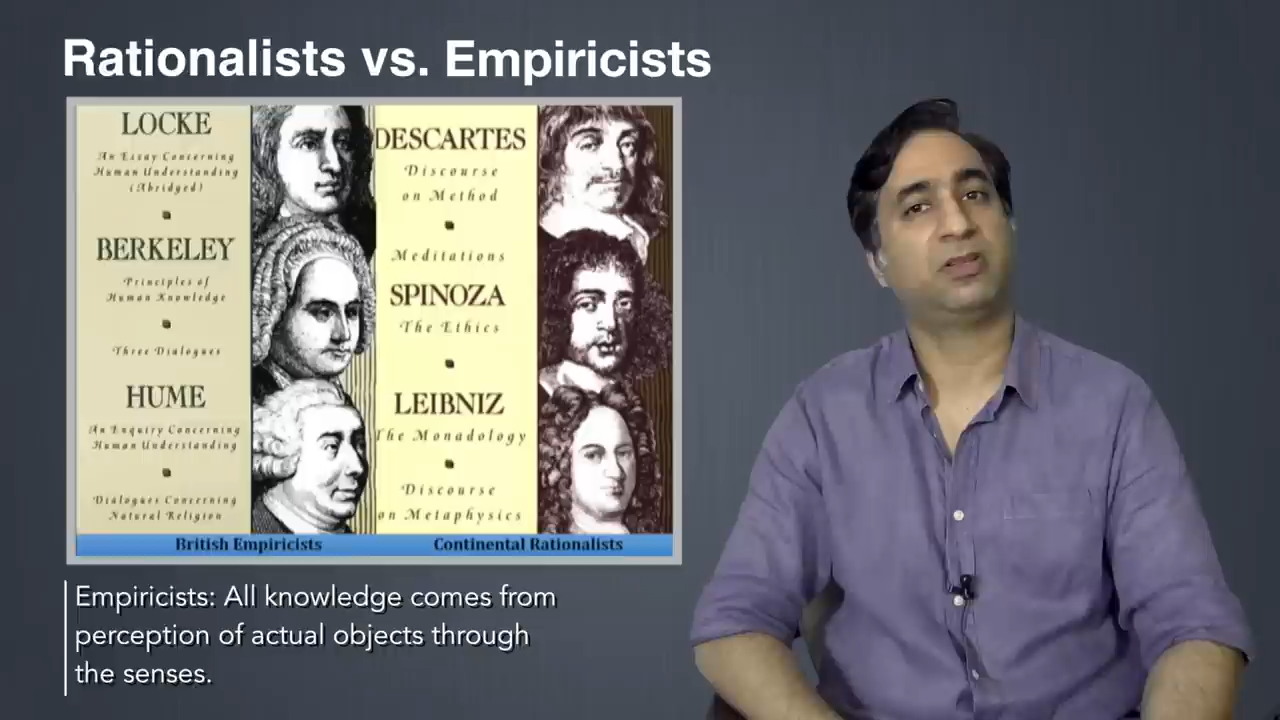 Rationalists vs. Empiricists
LOCKE
An Essay Concerning
Human Understanding
(Abridged)
BERKELEY
Principles of
Human Knowledge
Three Dialogues
HUME
An Enquiry Concerning
Human Understanding
Dialogues Concerning
Natural Religion
DESCARTES
Discourse
on Method
Meditations
SPINOZA
The Ethics
LEIBNIZ
The Monadology
Discourse
on Metaphysics
British Empiricists
Continental Rationalists
Empiricists: All knowledge comes from
perception of actual objects through
the senses.